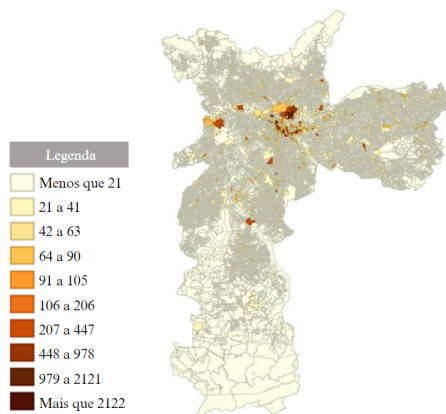 Legenda
Menos que 21
21 a 41
42 a 63
64 a 90
91 a 105
106 a 206
207 a 447
448 a 978
979 a 2121
Mais que 2122